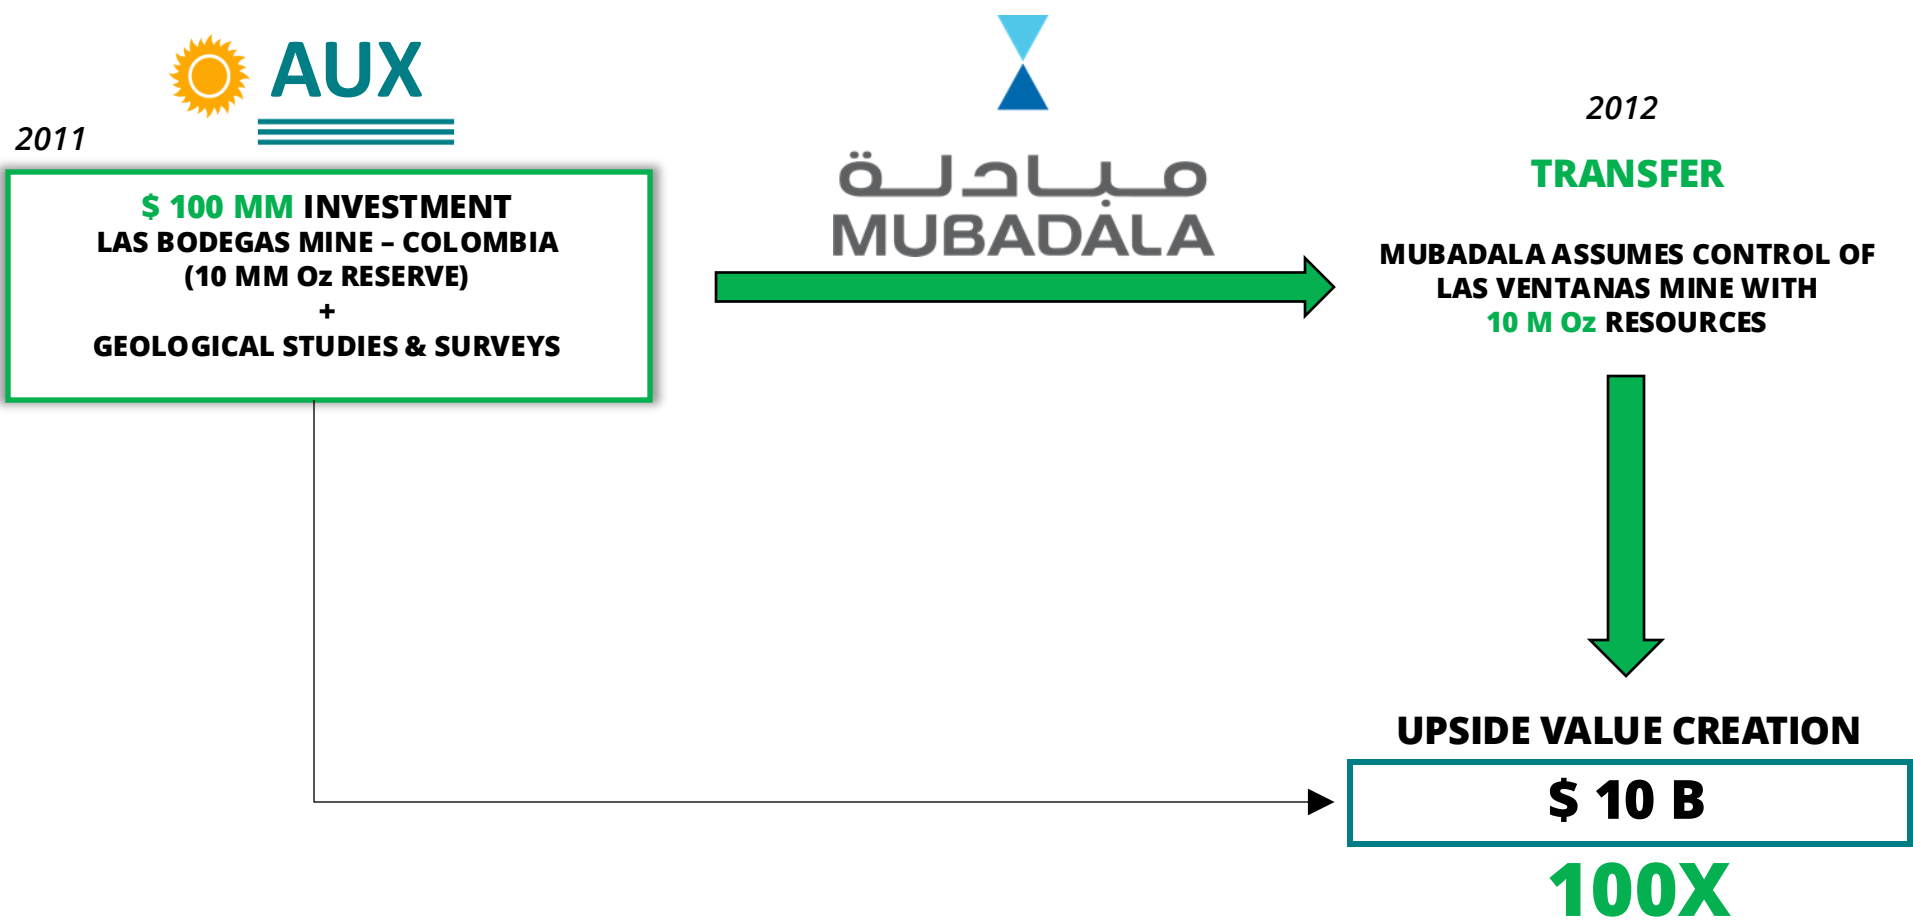 AUX
2011
$ 100 MM INVESTMENT
LAS BODEGAS MINE – COLOMBIA
(10 MM Oz RESERVE)
+
GEOLOGICAL STUDIES & SURVEYS
مبادلة
MUBADALA
2012
TRANSFER
MUBADALA ASSUMES CONTROL OF
LAS VENTANAS MINE WITH
10 M Oz RESOURCES
UPSIDE VALUE CREATION
$ 10 B
100X